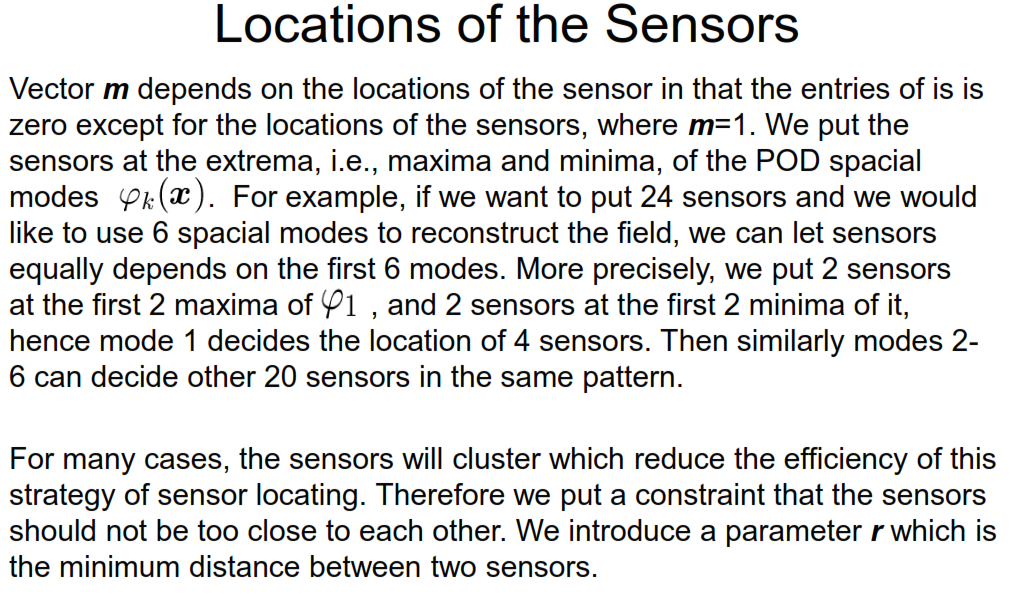 Locations of the Sensors
Vector m depends on the locations of the sensor in that the entries of is is
zero except for the locations of the sensors, where m=1. We put the
sensors at the extrema, i.e., maxima and minima, of the POD spacial
modes φk(x). For example, if we want to put 24 sensors and we would
like to use 6 spacial modes to reconstruct the field, we can let sensors
equally depends on the first 6 modes. More precisely, we put 2 sensors
at the first 2 maxima of φ1 , and 2 sensors at the first 2 minima of it,
hence mode 1 decides the location of 4 sensors. Then similarly modes 2-
6 can decide other 20 sensors in the same pattern.
For many cases, the sensors will cluster which reduce the efficiency of this
strategy of sensor locating. Therefore we put a constraint that the sensors
should not be too close to each other. We introduce a parameter r which is
the minimum distance between two sensors.